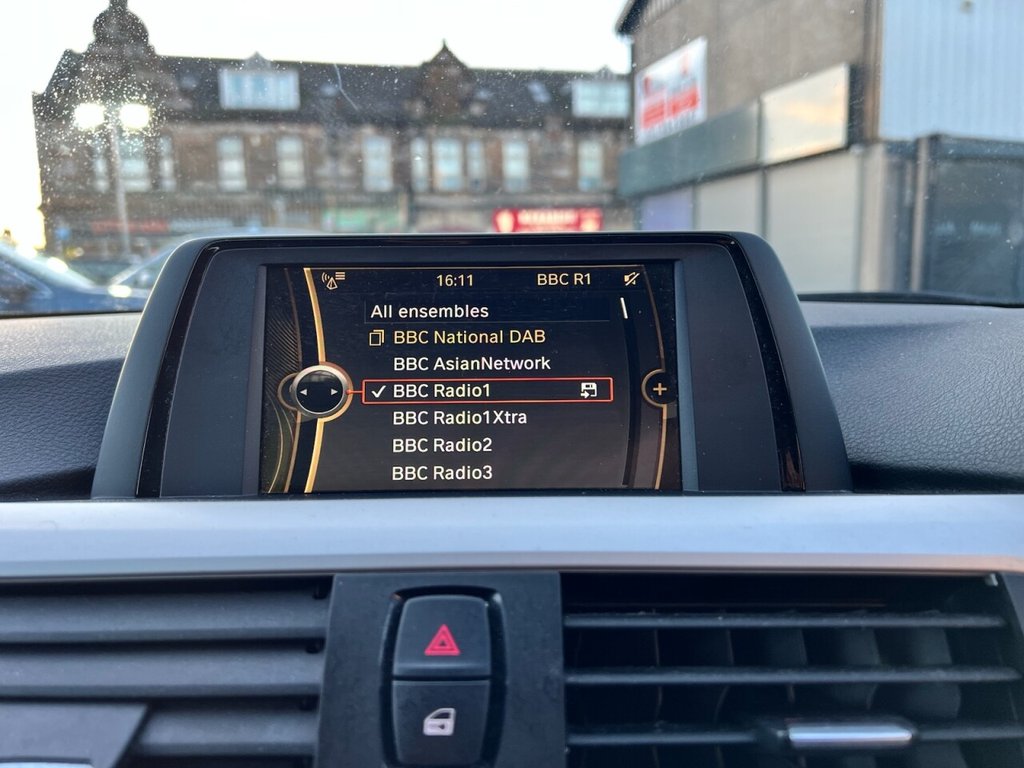 16:11 BBC R1
All ensembles
BBC National DAB
BBC AsianNetwork
BBC Radio1
BBC Radio1Xtra
BBC Radio2
BBC Radio3